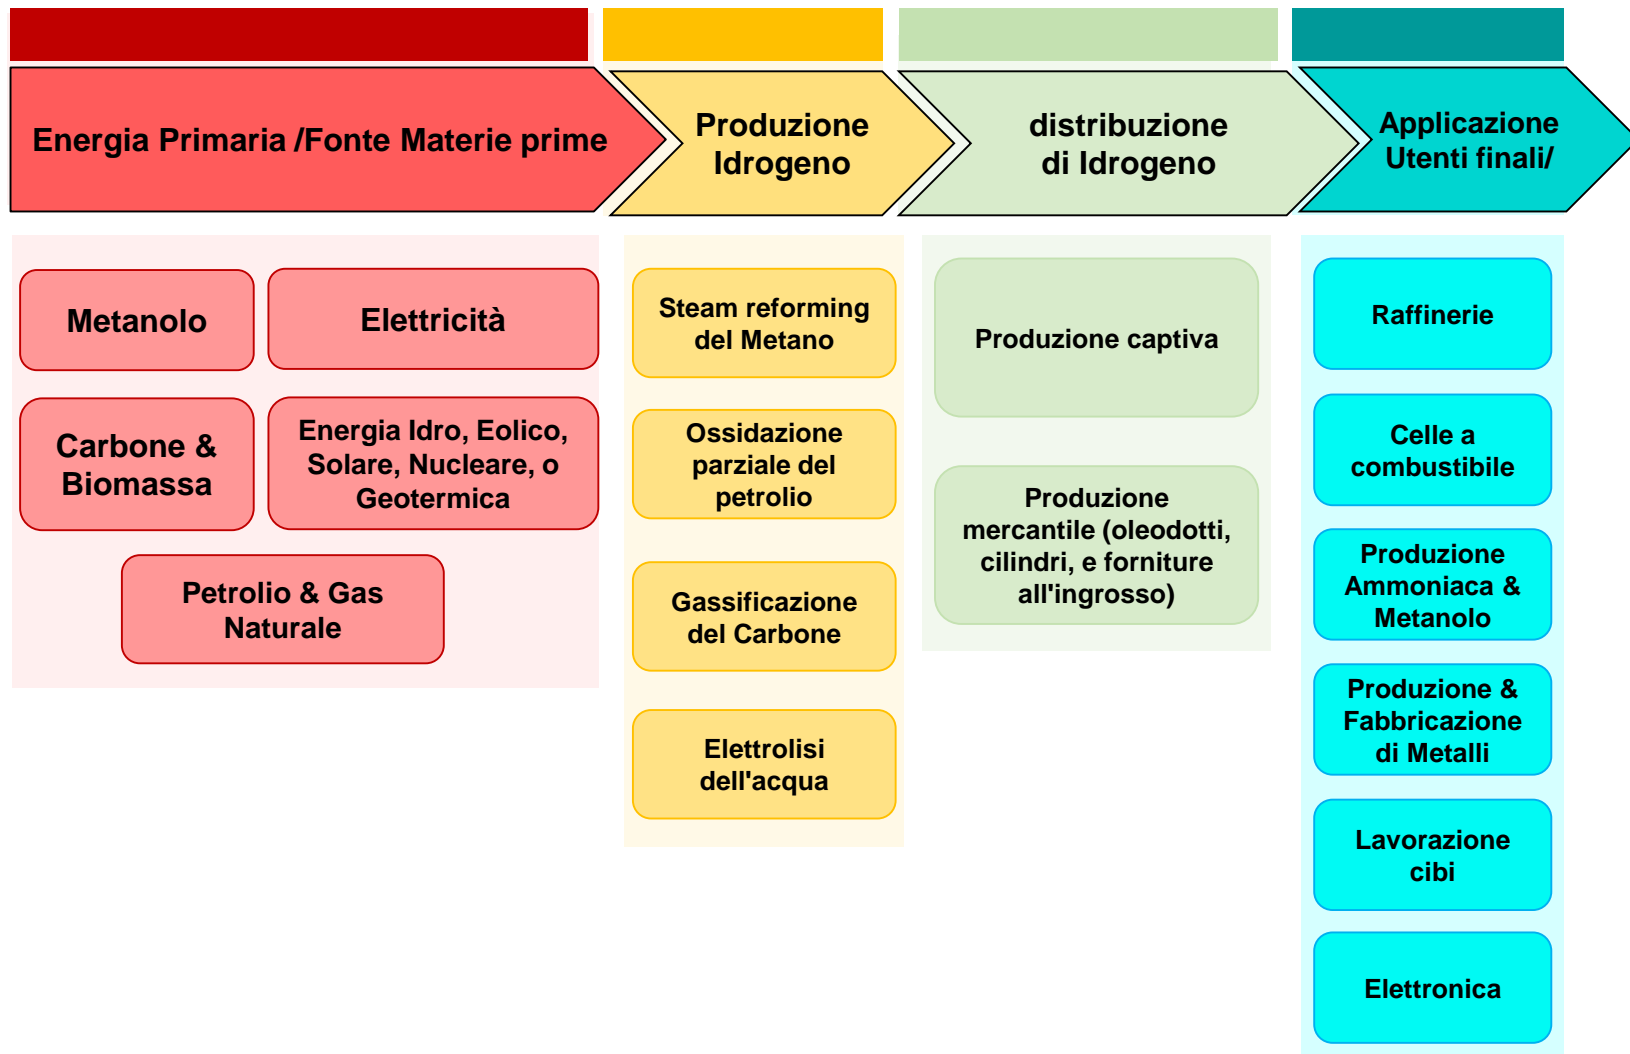 Energia Primaria /Fonte Materie prime
Produzione
Idrogeno
distribuzione
di Idrogeno
Applicazione
Utenti finali/
Metanolo
Elettricità
Carbone &
Biomassa
Energia Idro, Eolico,
Solare, Nucleare, o
Geotermica
Petrolio & Gas
Naturale
Steam reforming
del Metano
Ossidazione
parziale del
petrolio
Gassificazione
del Carbone
Elettrolisi
dell'acqua
Produzione captiva
Produzione
mercantile (oleodotti,
cilindri, e forniture
all'ingrosso)
Raffinerie
Celle a
combustibile
Produzione
Ammoniaca &
Metanolo
Produzione &
Fabbricazione
di Metalli
Lavorazione
cibi
Elettronica